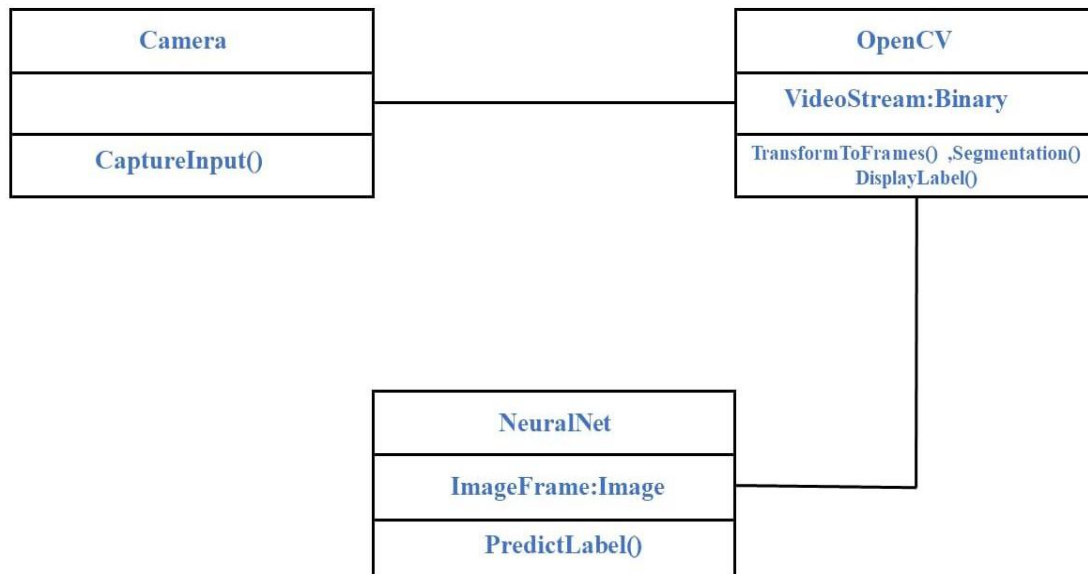 Camera
CaptureInput()
OpenCV
VideoStream:Binary
TransformToFrames() ,Segmentation()
DisplayLabel()
NeuralNet
ImageFrame:Image
PredictLabel()